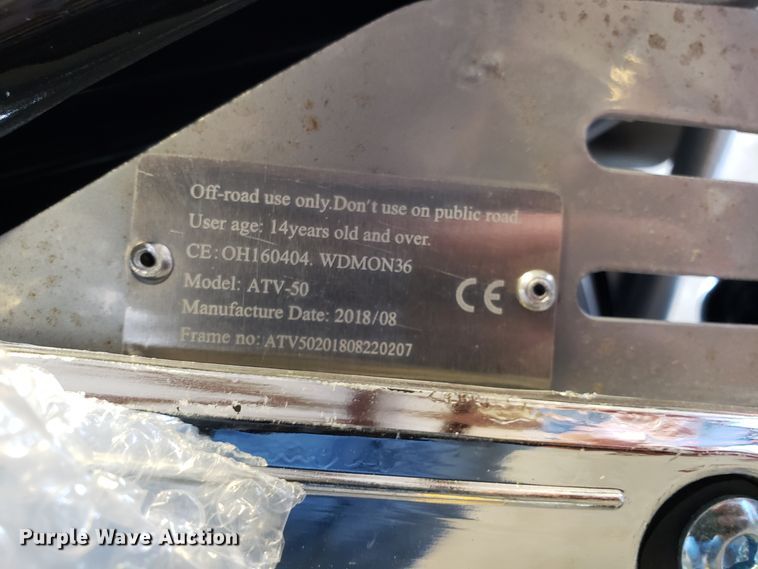 Off-road use only.Don't use on public road
User age: 14years old and over.
CE:OH160404. WDMON36
Model: ATV-50
CE
Manufacture Date: 2018/08
Frame no: ATV50201808220207
Purple Wave Auction